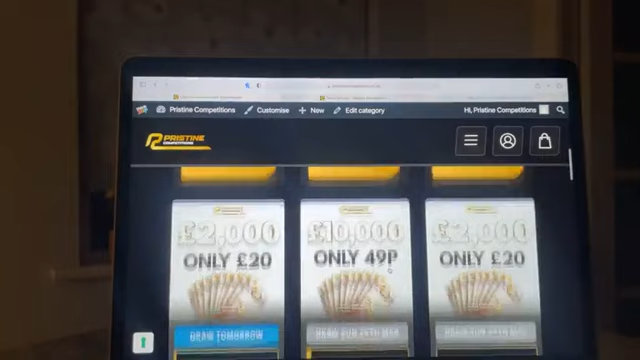 Pristine Competitions
Customise
New
Edit category
Hi, Pristine Competitions
PRISTINE
COMPETITIONS
£2,000
ONLY £20
£10,000
ONLY 49P
£2,000
ONLY £20
DRAW TOMORROW